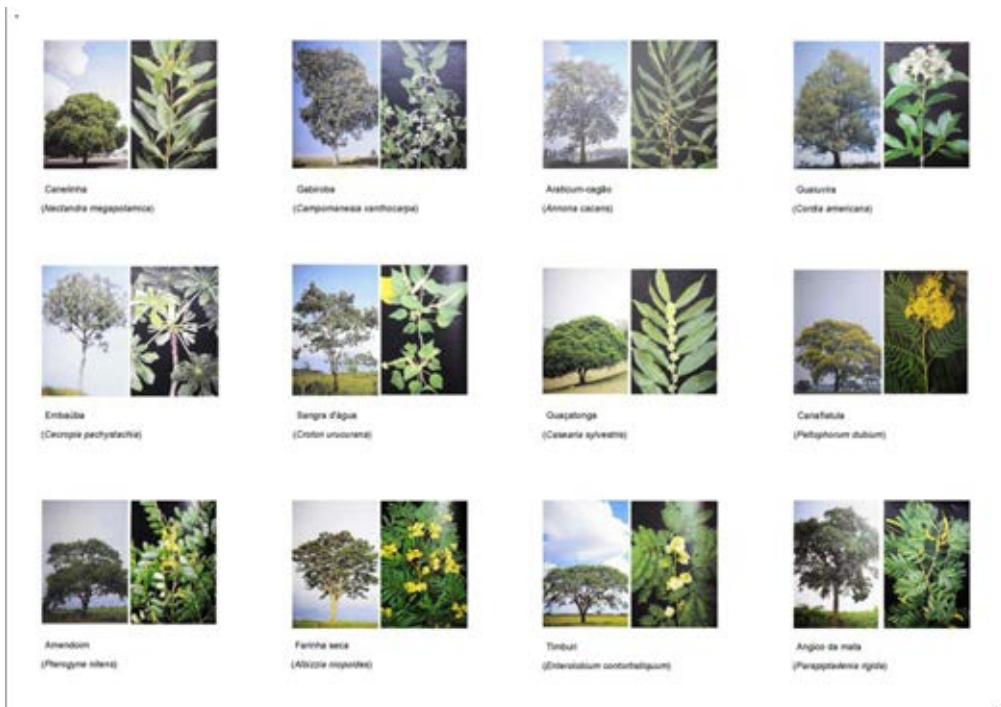 Canelinha
(Nectandra megapotamica)
Gabiroba
(Campomanesia xanthocarpa)
Araticum-cagão
(Annona cacans)
Guaiuvira
(Cordia americana)
Embaúba
(Cecropia pachystachia)
Sangra d'água
(Croton urucurana)
Guaçatonga
(Casearia sylvestris)
Canafístula
(Peltophorum dubium)
Amendoim
(Pterogyne nitens)
Farinha seca
(Albizzia niopoides)
Timburi
(Enterolobium contortisiliquum)
Angico da mata
(Parapiptadenia rigida)